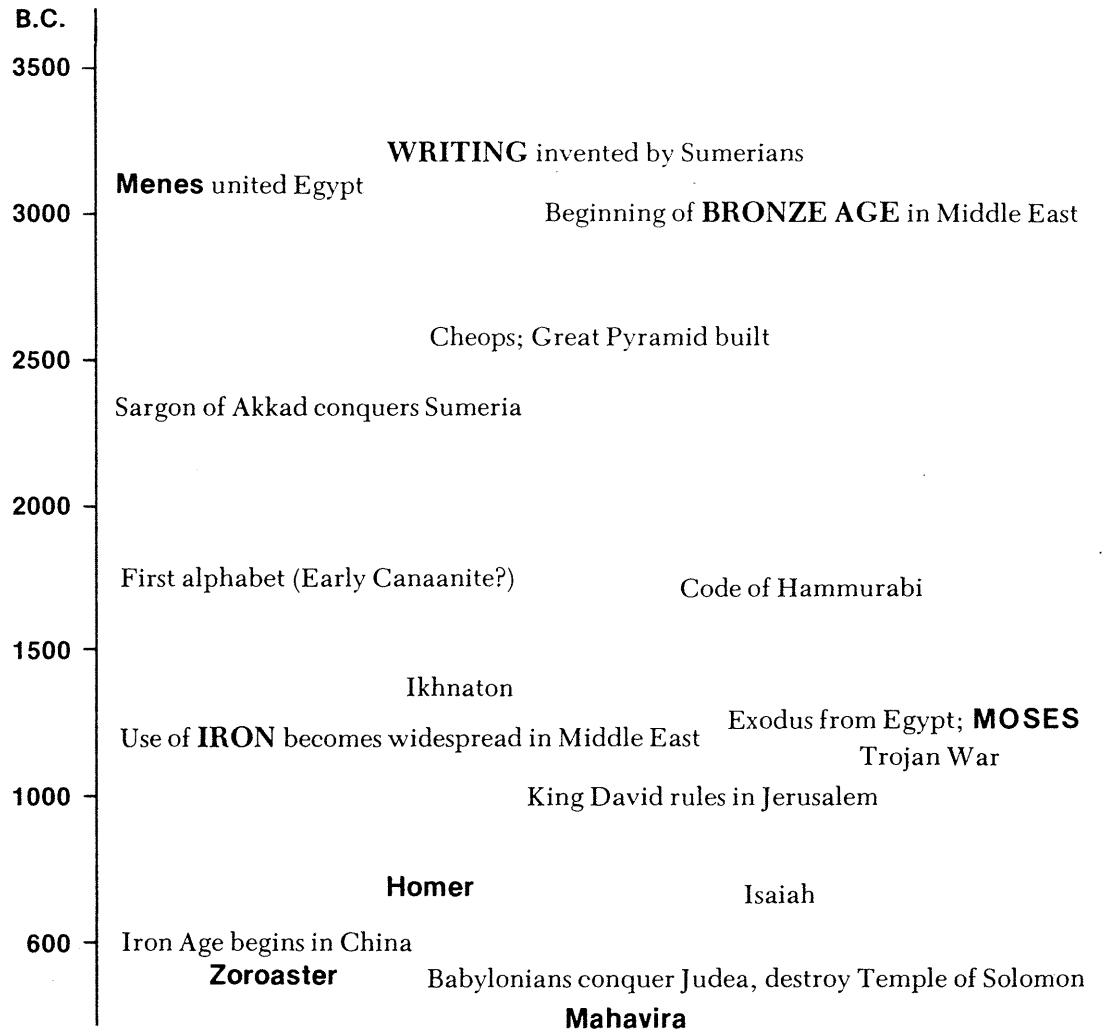 B.C.
3500
WRITING invented by Sumerians
Menes united Egypt
3000
Beginning of BRONZE AGE in Middle East
Cheops; Great Pyramid built
2500
Sargon of Akkad conquers Sumeria
2000
First alphabet (Early Canaanite?)
Code of Hammurabi
1500
Ikhnaton
Exodus from Egypt; MOSES
Use of IRON becomes widespread in Middle East
Trojan War
1000
King David rules in Jerusalem
Homer
Isaiah
600
Iron Age begins in China
Zoroaster
Babylonians conquer Judea, destroy Temple of Solomon
Mahavira